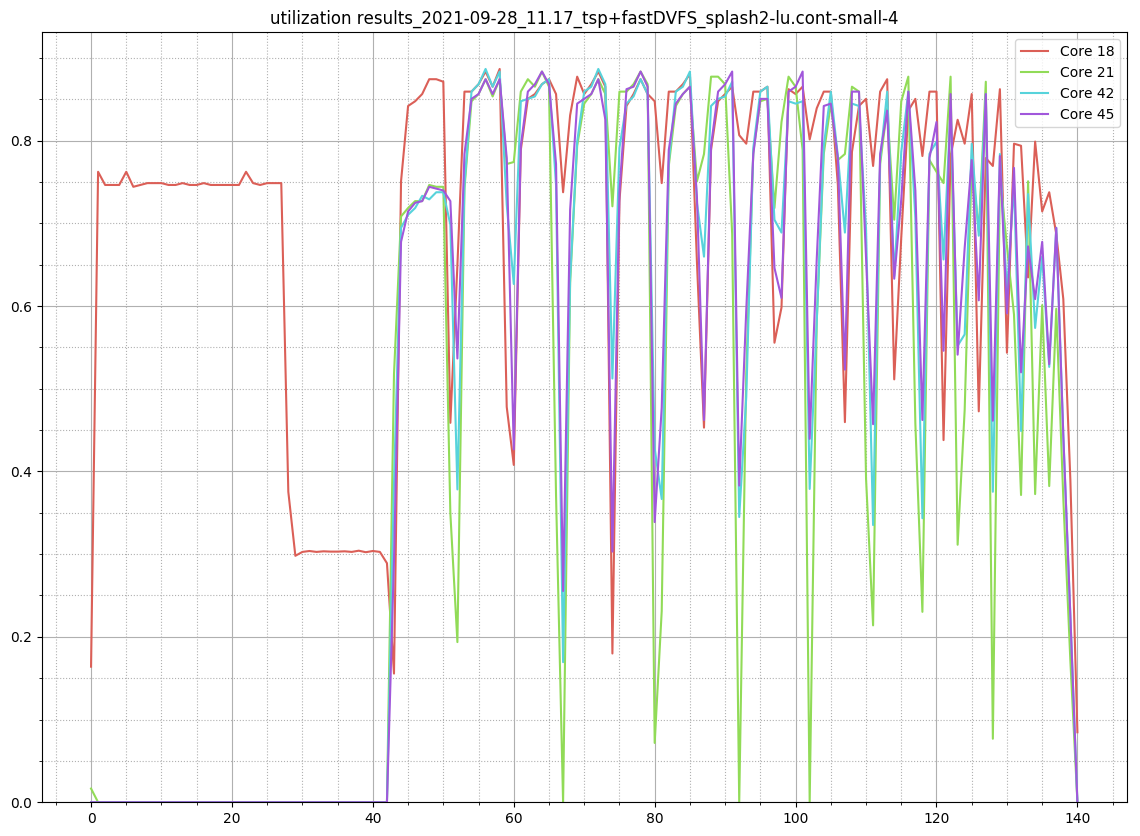 utilization results_2021-09-28_11.17_tsp+fastDVFS_splash2-lu.cont-small-4
Core 18
Core 21
Core 42
Core 45
0.8
0.6
0.4
0.2
0.0
0 20 40 60 80 100 120 140